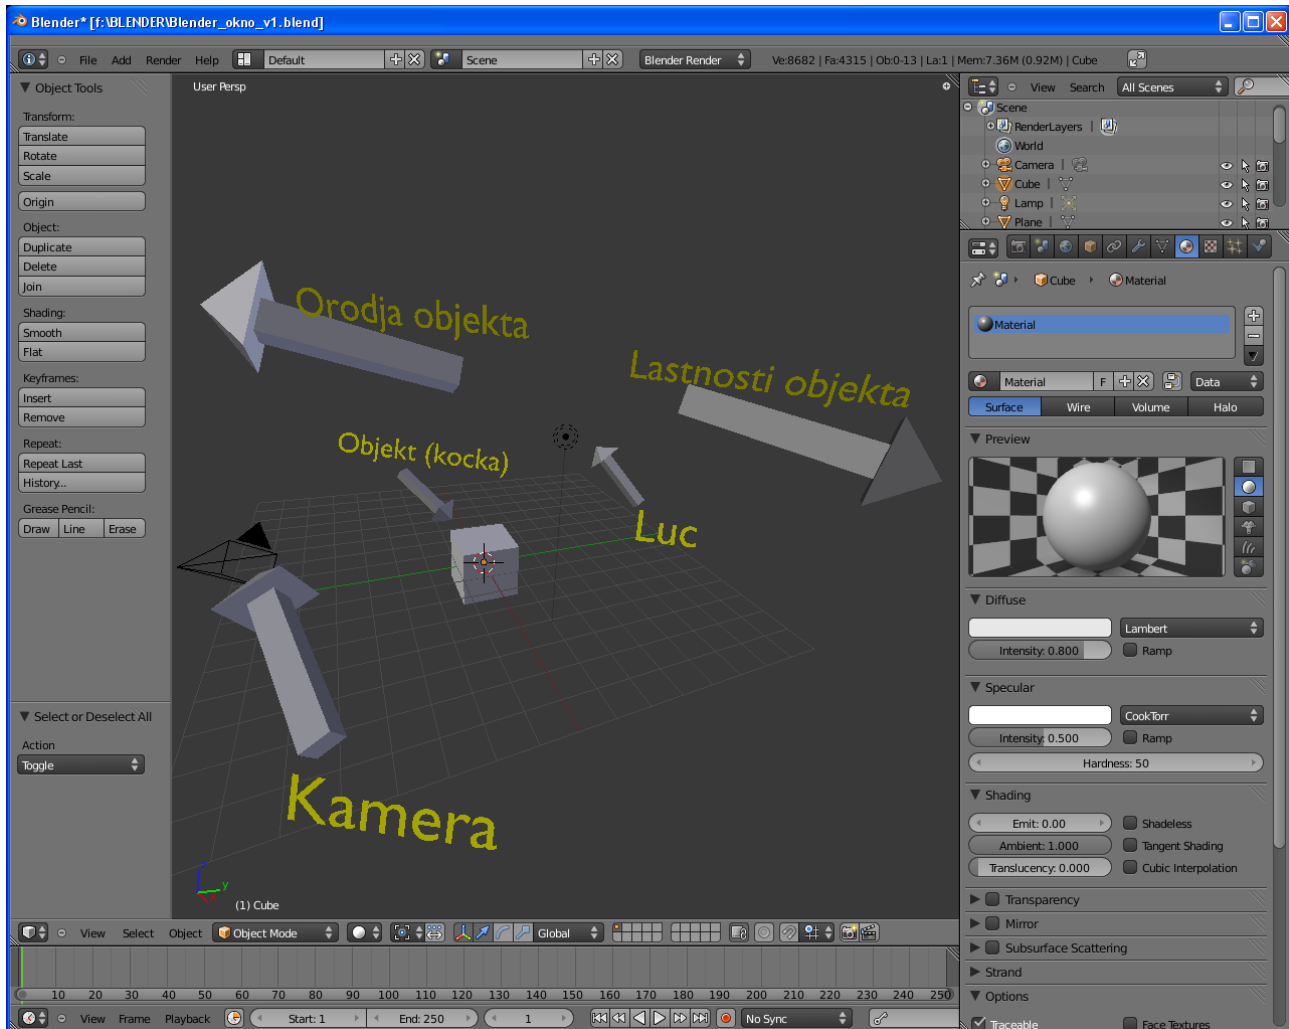 Blender* [f:\BLENDER\Blender_okno_v1.blend]
File Add Render Help Default Scene Blender Render Ve:8682 | Fa:4315 | Ob:0-13 | La:1 | Mem:7.36M (0.92M) | Cube
Object Tools
Transform:
Translate
Rotate
Scale
Origin
Object:
Duplicate
Delete
Join
Shading:
Smooth
Flat
Keyframes:
Insert
Remove
Repeat:
Repeat Last
History...
Grease Pencil:
Draw Line Erase
Select or Deselect All
Action
Toggle
User Persp
Orodja objekta
Lastnosti objekta
Objekt (kocka)
Luc
Kamera
z
y
(1) Cube
View Select Object Object Mode Global
10 20 30 40 50 60 70 80 90 100 110 120 130 140 150 160 170 180 190 200 210 220 230 240 250
View Frame Playback Start: 1 End: 250 1 No Sync
View Search All Scenes
Scene
RenderLayers |
World
Camera |
Cube |
Lamp |
Plane |
Cube Material
Material
Material F Data
Surface Wire Volume Halo
Preview
Diffuse
Lambert
Intensity: 0.800 Ramp
Specular
CookTorr
Intensity: 0.500 Ramp
Hardness: 50
Shading
Emit: 0.00 Shadeless
Ambient: 1.000 Tangent Shading
Translucency: 0.000 Cubic Interpolation
Transparency
Mirror
Subsurface Scattering
Strand
Options
Traceable Face Textures